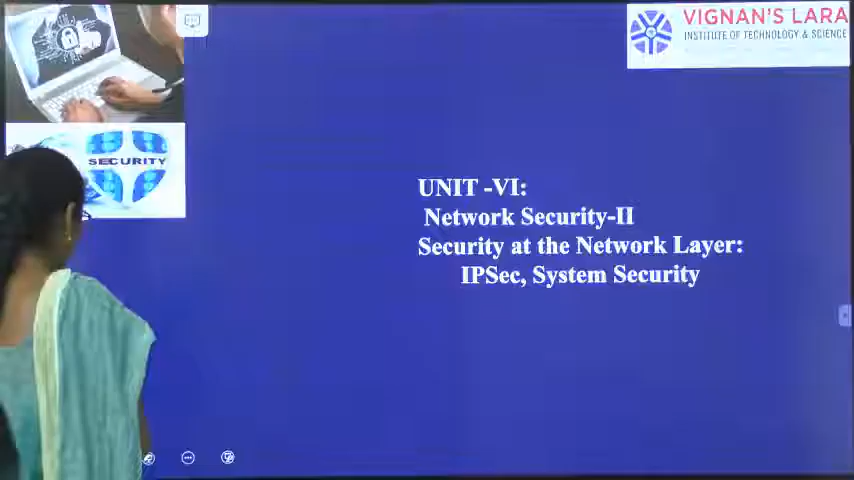 VIGNAN'S LARA
INSTITUTE OF TECHNOLOGY & SCIENCE
SECURITY
UNIT -VI:
Network Security-II
Security at the Network Layer:
IPSec, System Security